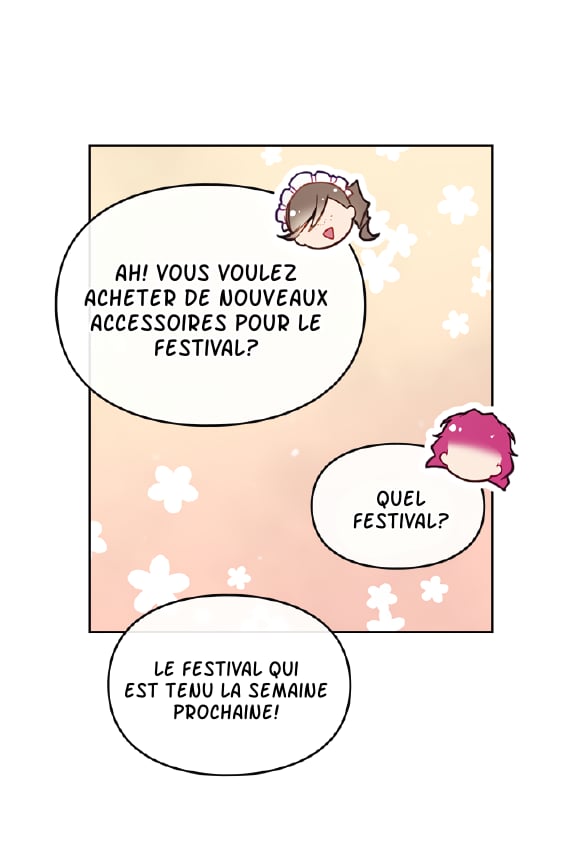 AH! VOUS VOULEZ
ACHETER DE NOUVEAUX
ACCESSOIRES POUR LE
FESTIVAL?
QUEL
FESTIVAL?
LE FESTIVAL QUI
EST TENU LA SEMAINE
PROCHAINE!